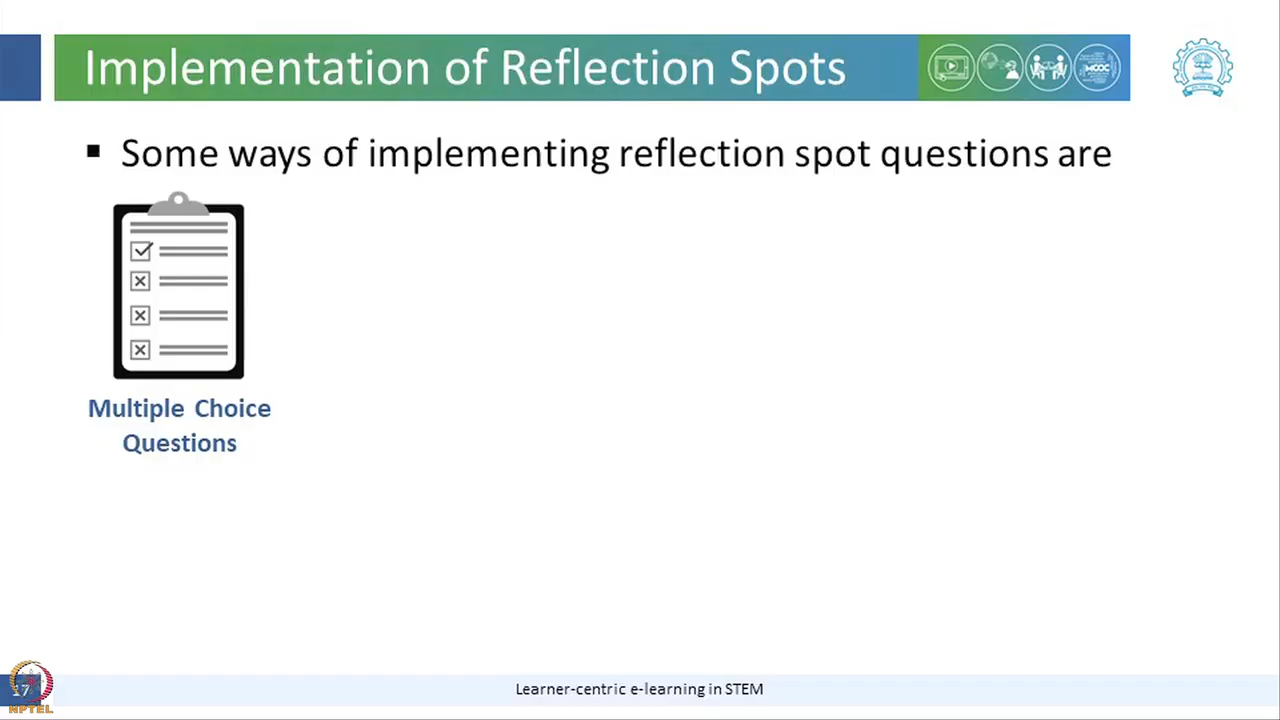 Implementation of Reflection Spots
MOOC
Some ways of implementing reflection spot questions are
Multiple Choice
Questions
17
Learner-centric e-learning in STEM
NPTEL